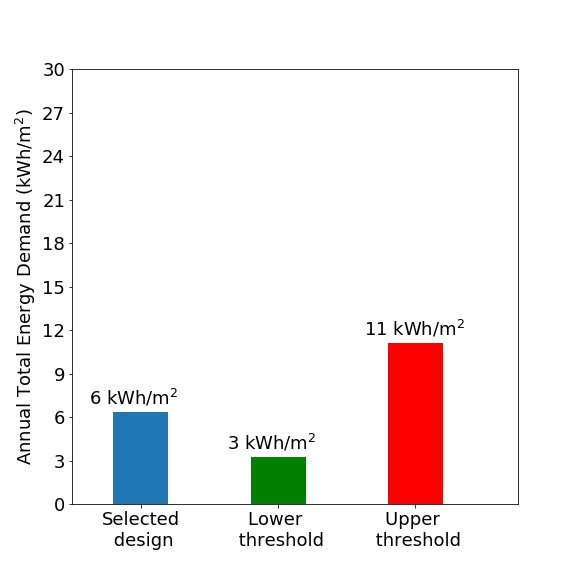 Annual Total Energy Demand (kWh/m²)
30
27
24
21
18
15
12
9
6
3
0
6 kWh/m²
3 kWh/m²
11 kWh/m²
Selected
design
Lower
threshold
Upper
threshold